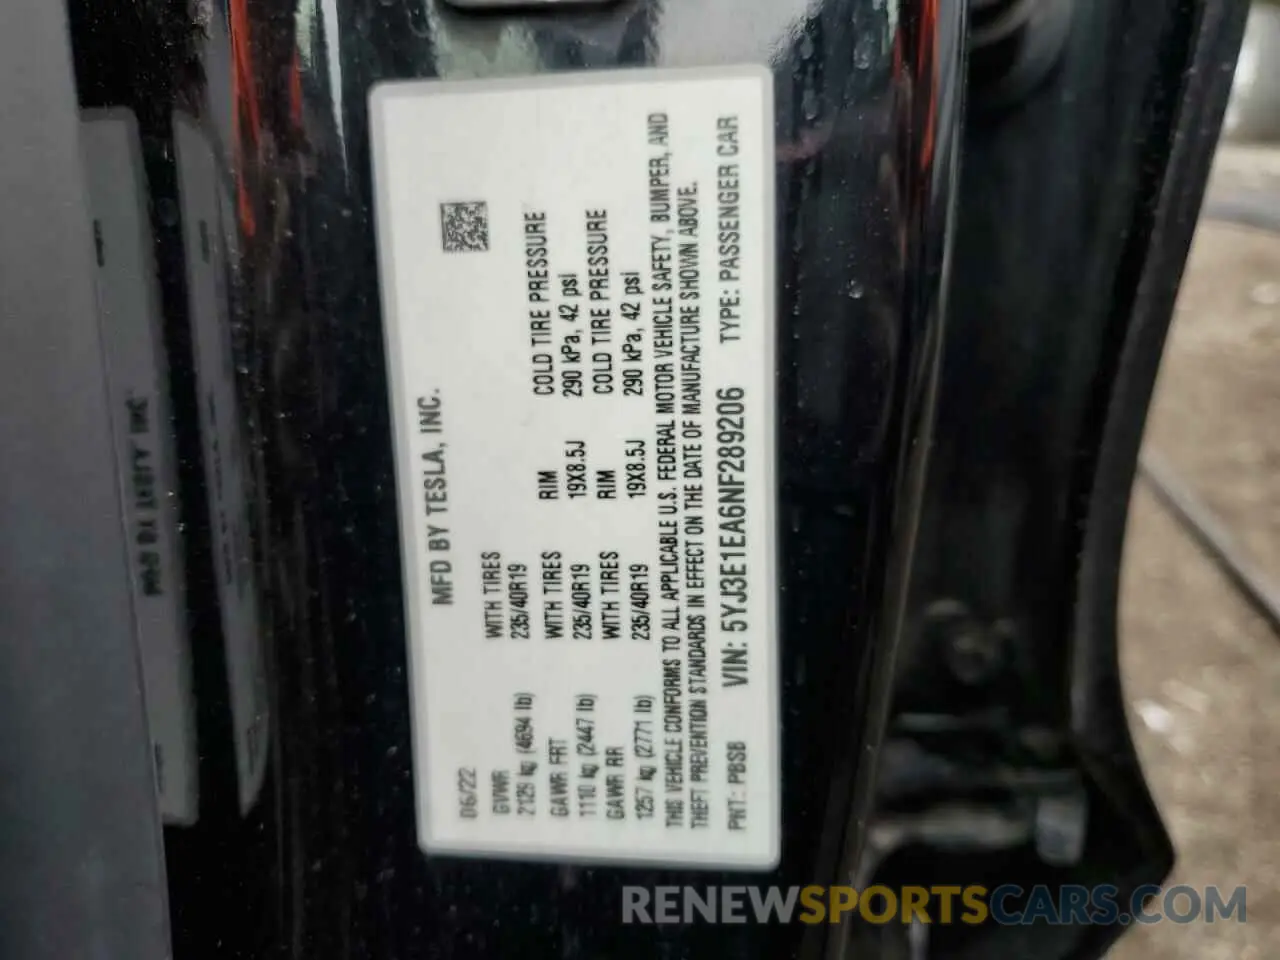 MFD BY TESLA, INC.
06/22
GVWR WITH TIRES RIM COLD TIRE PRESSURE
2129 kg (4694 lb) 235/40R19 19X8.5J 290 kPa, 42 psi
GAWR FRT WITH TIRES RIM COLD TIRE PRESSURE
1110 kg (2447 lb) 235/40R19 19X8.5J 290 kPa, 42 psi
GAWR RR WITH TIRES
1257 kg (2771 lb) 235/40R19
THIS VEHICLE CONFORMS TO ALL APPLICABLE U.S. FEDERAL MOTOR VEHICLE SAFETY, BUMPER, AND
THEFT PREVENTION STANDARDS IN EFFECT ON THE DATE OF MANUFACTURE SHOWN ABOVE.
PNT: PBSB VIN: 5YJ3E1EA6NF289206 TYPE: PASSENGER CAR
RENEWSPORTSCARS.COM